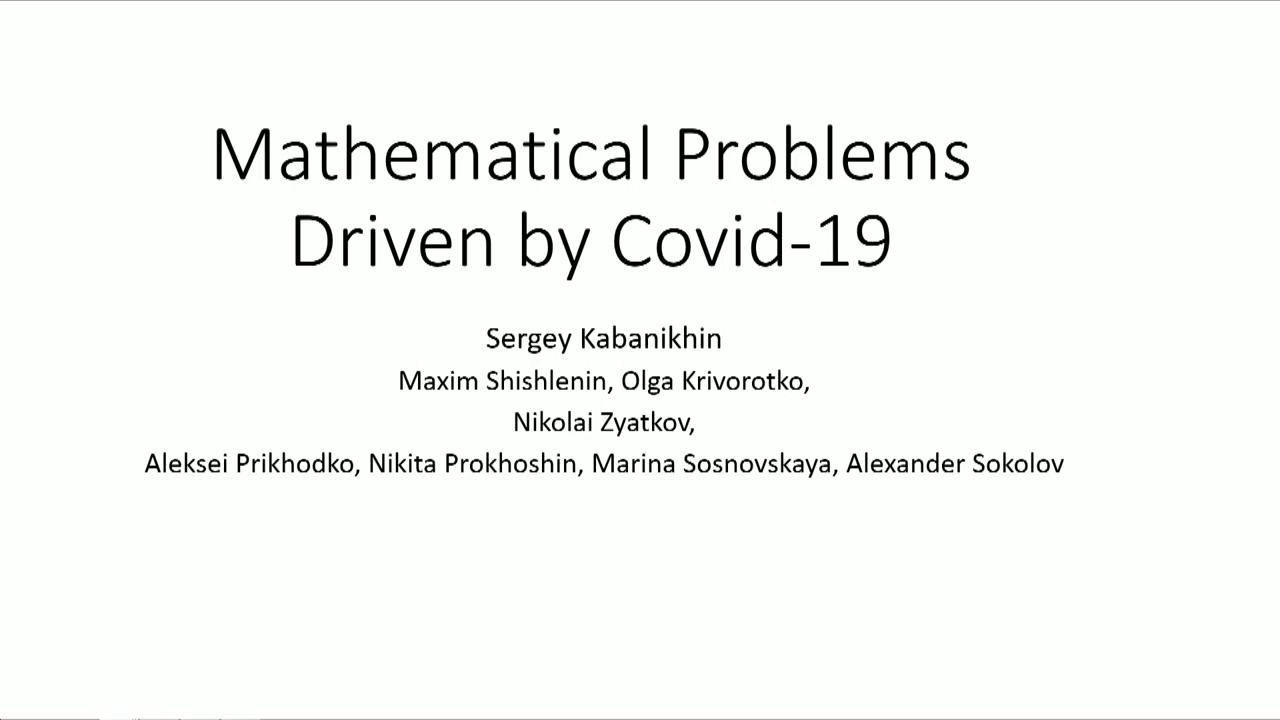 Mathematical Problems
Driven by Covid-19
Sergey Kabanikhin
Maxim Shishlenin, Olga Krivorotko,
Nikolai Zyatkov,
Aleksei Prikhodko, Nikita Prokhoshin, Marina Sosnovskaya, Alexander Sokolov